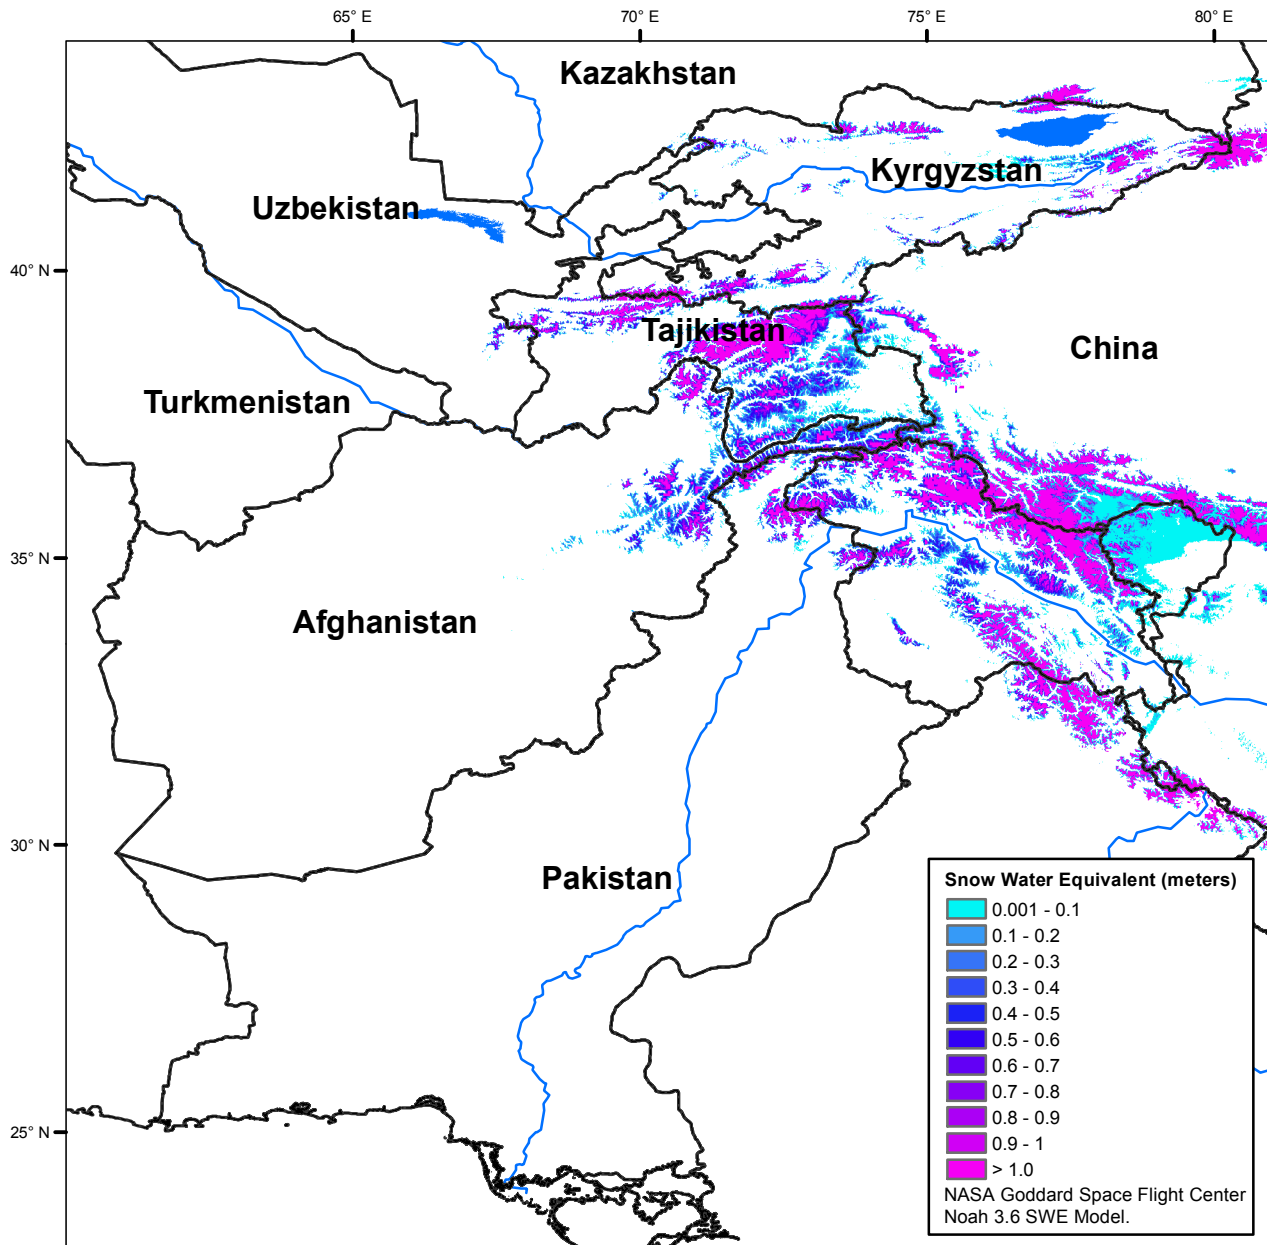 65° E
70° E
75° E
80° E
Kazakhstan
Kyrgyzstan
Uzbekistan
40° N
Tajikistan
China
Turkmenistan
35° N
Afghanistan
30° N
Pakistan
25° N
Snow Water Equivalent (meters)
0.001 - 0.1
0.1 - 0.2
0.2 - 0.3
0.3 - 0.4
0.4 - 0.5
0.5 - 0.6
0.6 - 0.7
0.7 - 0.8
0.8 - 0.9
0.9 - 1
> 1.0
NASA Goddard Space Flight Center
Noah 3.6 SWE Model.